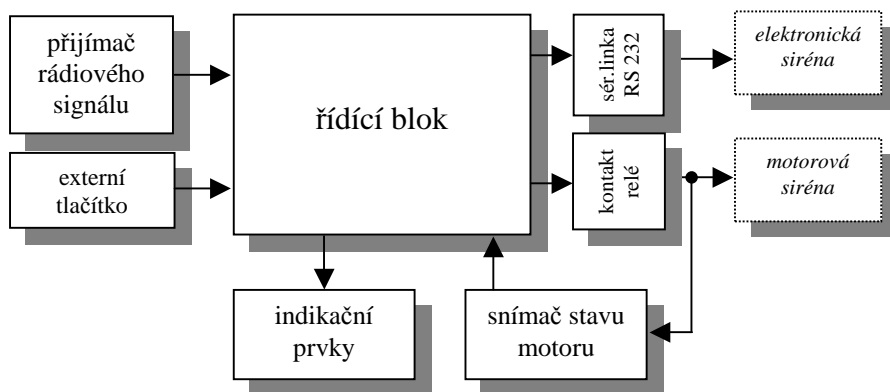 přijímač
rádiového
signálu
externí
tlačítko
řídící blok
sér.linka
RS 232
kontakt
relé
elektronická
siréna
motorová
siréna
indikační
prvky
snímač stavu
motoru